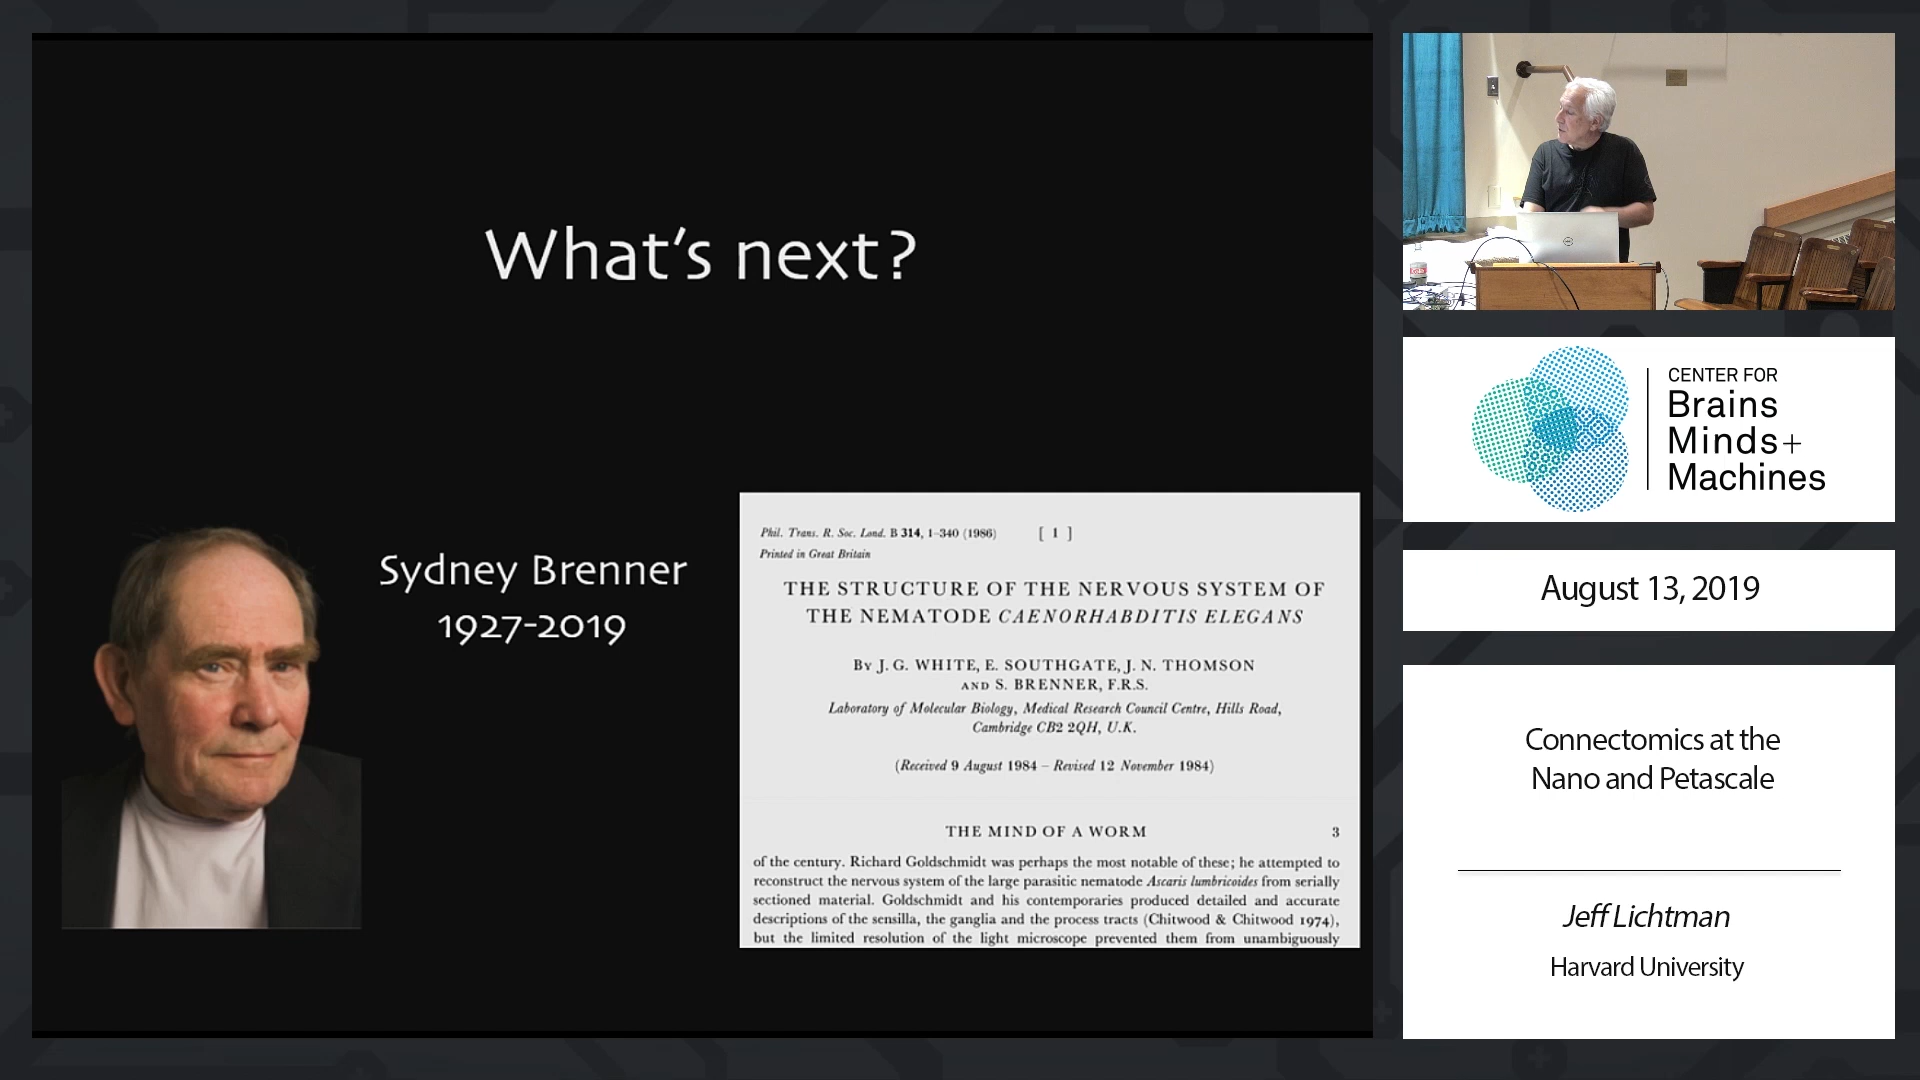 What's next?
Sydney Brenner
1927-2019
Phil. Trans. R. Soc. Lond. B 314, 1–340 (1986) [ 1 ]
Printed in Great Britain
THE STRUCTURE OF THE NERVOUS SYSTEM OF
THE NEMATODE CAENORHABDITIS ELEGANS
By J. G. WHITE, E. SOUTHGATE, J. N. THOMSON
AND S. BRENNER, F.R.S.
Laboratory of Molecular Biology, Medical Research Council Centre, Hills Road,
Cambridge CB2 2QH, U.K.
(Received 9 August 1984 – Revised 12 November 1984)
THE MIND OF A WORM 3
of the century. Richard Goldschmidt was perhaps the most notable of these; he attempted to
reconstruct the nervous system of the large parasitic nematode Ascaris lumbricoides from serially
sectioned material. Goldschmidt and his contemporaries produced detailed and accurate
descriptions of the sensilla, the ganglia and the process tracts (Chitwood & Chitwood 1974),
but the limited resolution of the light microscope prevented them from unambiguously
CENTER FOR
Brains
Minds+
Machines
August 13, 2019
Connectomics at the
Nano and Petascale
Jeff Lichtman
Harvard University